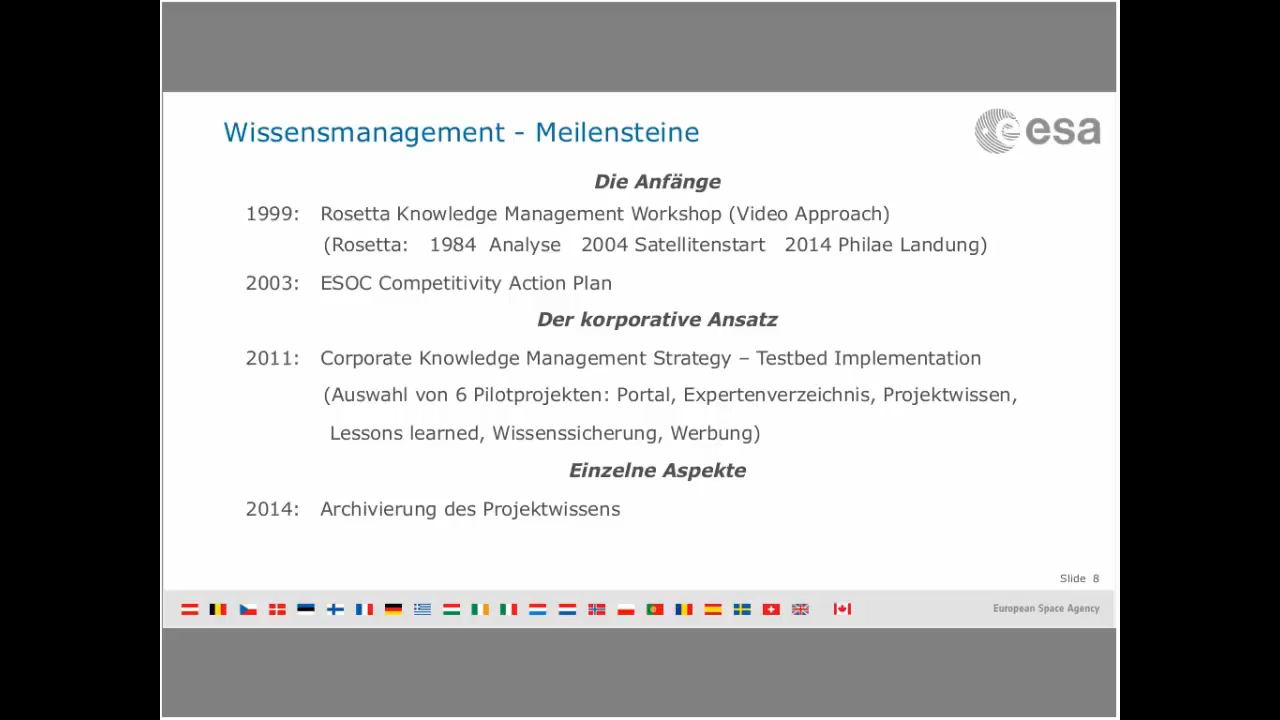 Wissensmanagement - Meilensteine
esa
Die Anfänge
1999: Rosetta Knowledge Management Workshop (Video Approach)
(Rosetta: 1984 Analyse 2004 Satellitenstart 2014 Philae Landung)
2003: ESOC Competitivity Action Plan
Der korporative Ansatz
2011: Corporate Knowledge Management Strategy – Testbed Implementation
(Auswahl von 6 Pilotprojekten: Portal, Expertenverzeichnis, Projektwissen,
Lessons learned, Wissenssicherung, Werbung)
Einzelne Aspekte
2014: Archivierung des Projektwissens
Slide 8
European Space Agency